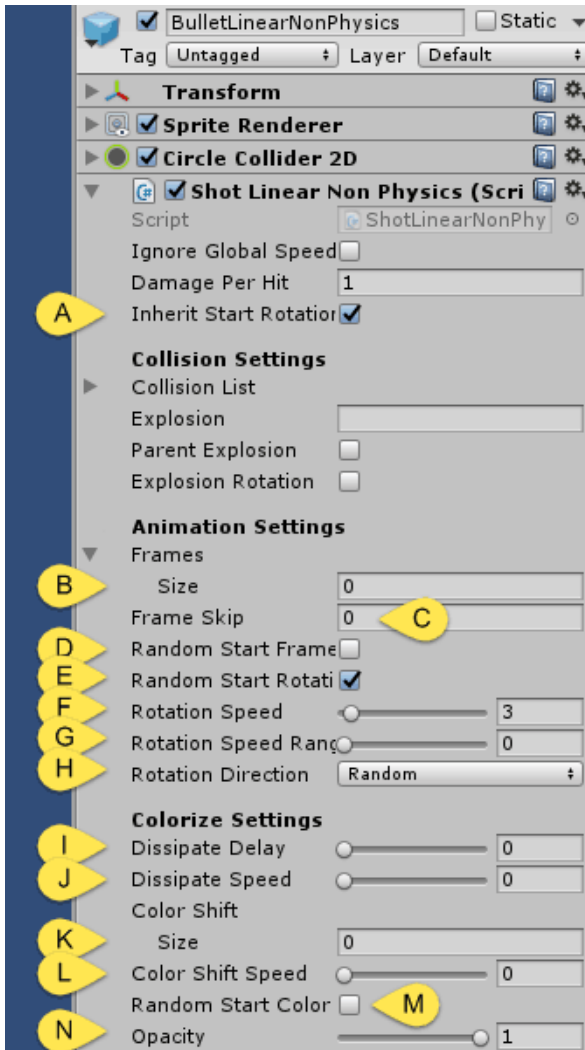 BulletLinearNonPhysics Static
Tag Untagged Layer Default
Transform
Sprite Renderer
Circle Collider 2D
Shot Linear Non Physics (Scri
Script ShotLinearNonPhy
Ignore Global Speed
Damage Per Hit 1
A Inherit Start Rotation
Collision Settings
Collision List
Explosion
Parent Explosion
Explosion Rotation
Animation Settings
Frames
B Size 0
Frame Skip 0 C
D Random Start Frame
E Random Start Rotati
F Rotation Speed 3
G Rotation Speed Rang 0
H Rotation Direction Random
Colorize Settings
I Dissipate Delay 0
J Dissipate Speed 0
Color Shift
K Size 0
L Color Shift Speed 0
Random Start Color M
N Opacity 1